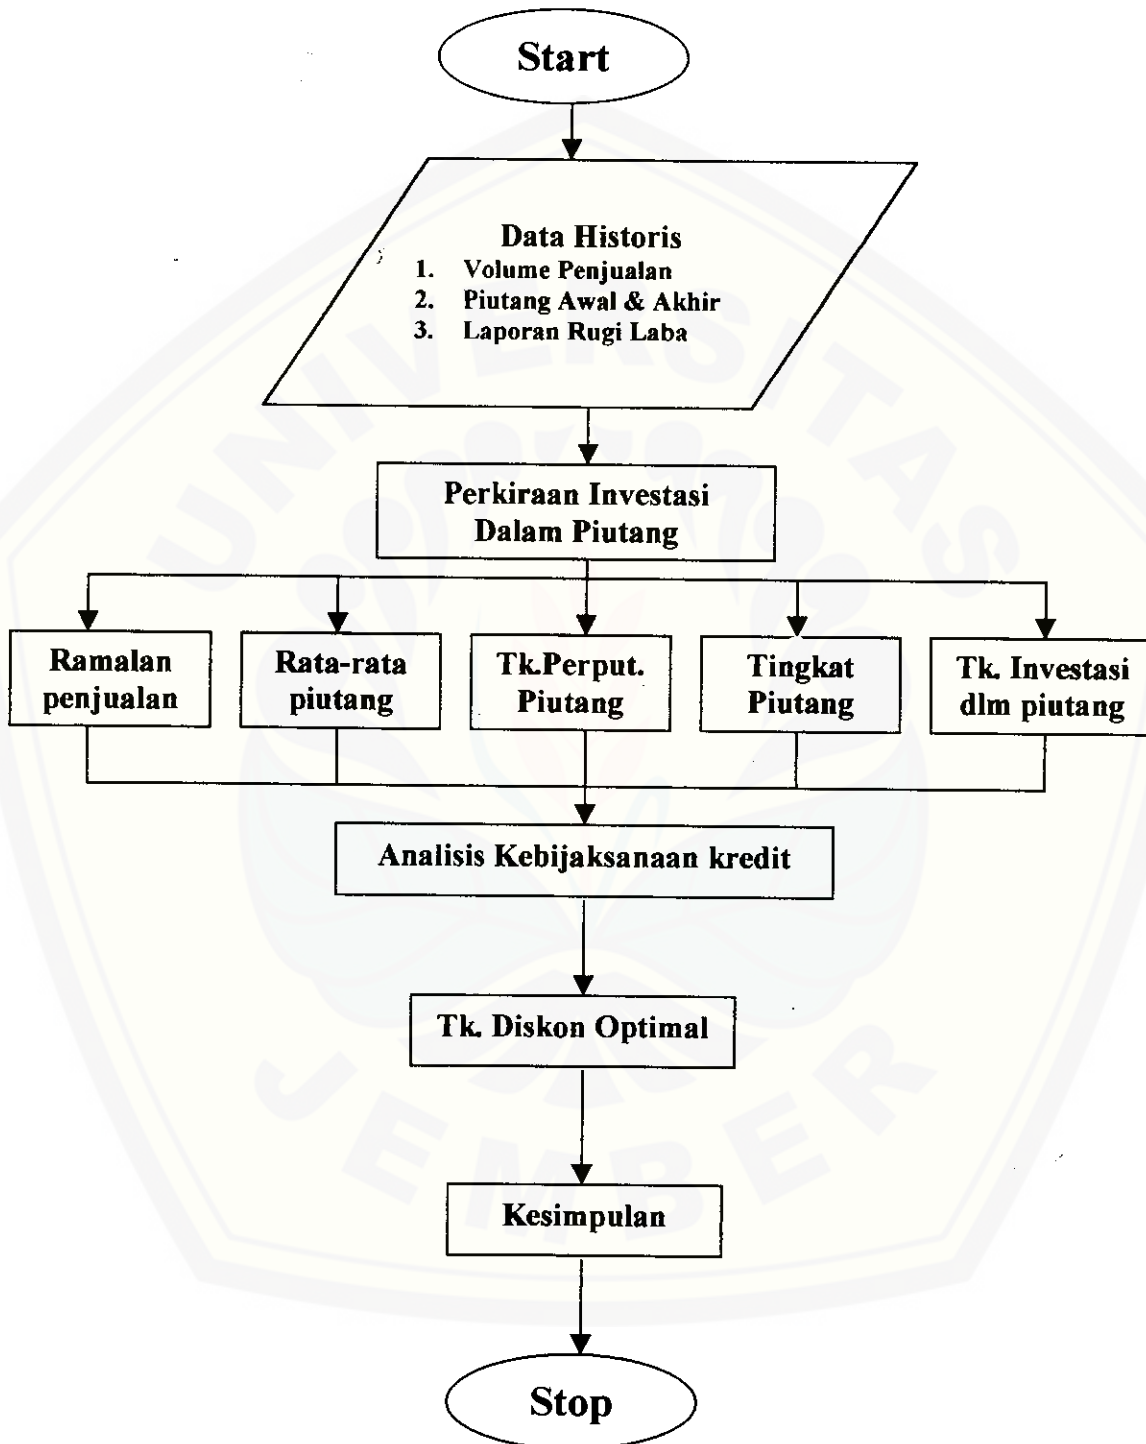 Start
Data Historis
1. Volume Penjualan
2. Piutang Awal & Akhir
3. Laporan Rugi Laba
Perkiraan Investasi
Dalam Piutang
Ramalan
penjualan
Rata-rata
piutang
Tk.Perput.
Piutang
Tingkat
Piutang
Tk. Investasi
dlm piutang
Analisis Kebijaksanaan kredit
Tk. Diskon Optimal
Kesimpulan
Stop
UNIVERSITAS
JEMBER